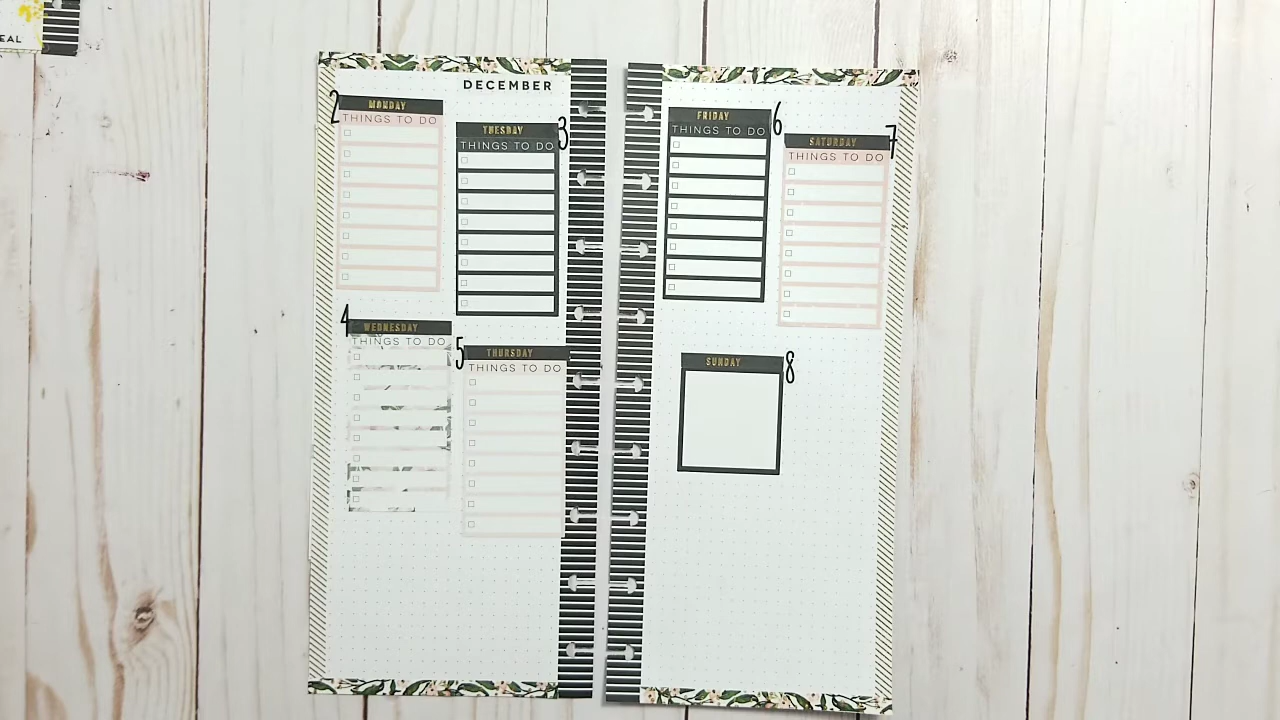 EAL
DECEMBER
2
MONDAY
THINGS TO DO
TUESDAY
3
THINGS TO DO
4
WEDNESDAY
THINGS TO DO
5
THURSDAY
THINGS TO DO
FRIDAY
6
THINGS TO DO
SATURDAY
7
THINGS TO DO
SUNDAY
8